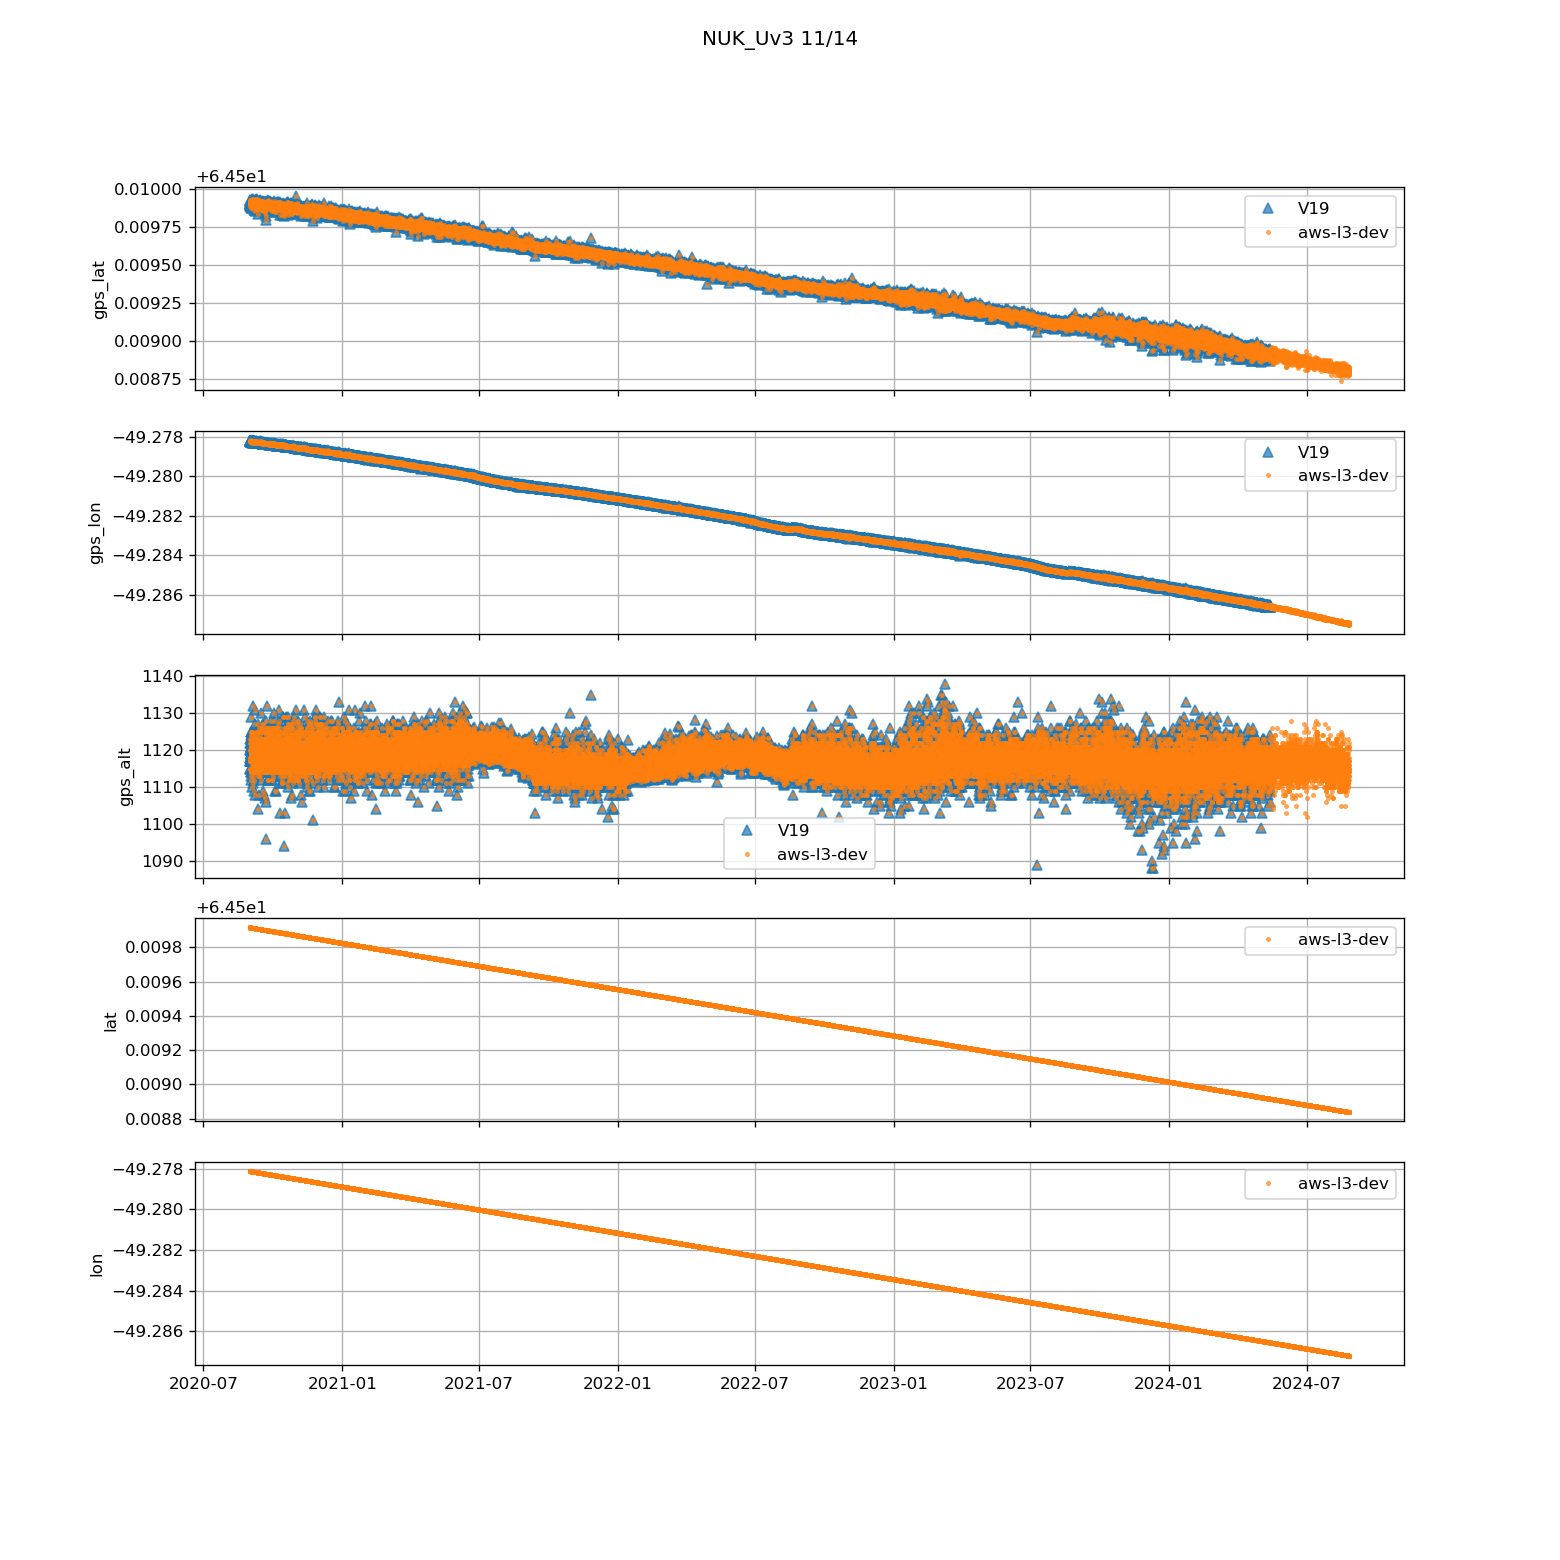 NUK_Uv3 11/14
+6.45e1
0.01000
0.00975
0.00950
0.00925
0.00900
0.00875
gps_lat
V19
aws-l3-dev
−49.278
−49.280
−49.282
−49.284
−49.286
gps_lon
V19
aws-l3-dev
1140
1130
1120
1110
1100
1090
gps_alt
V19
aws-l3-dev
+6.45e1
0.0098
0.0096
0.0094
0.0092
0.0090
0.0088
lat
aws-l3-dev
−49.278
−49.280
−49.282
−49.284
−49.286
lon
aws-l3-dev
2020-07 2021-01 2021-07 2022-01 2022-07 2023-01 2023-07 2024-01 2024-07